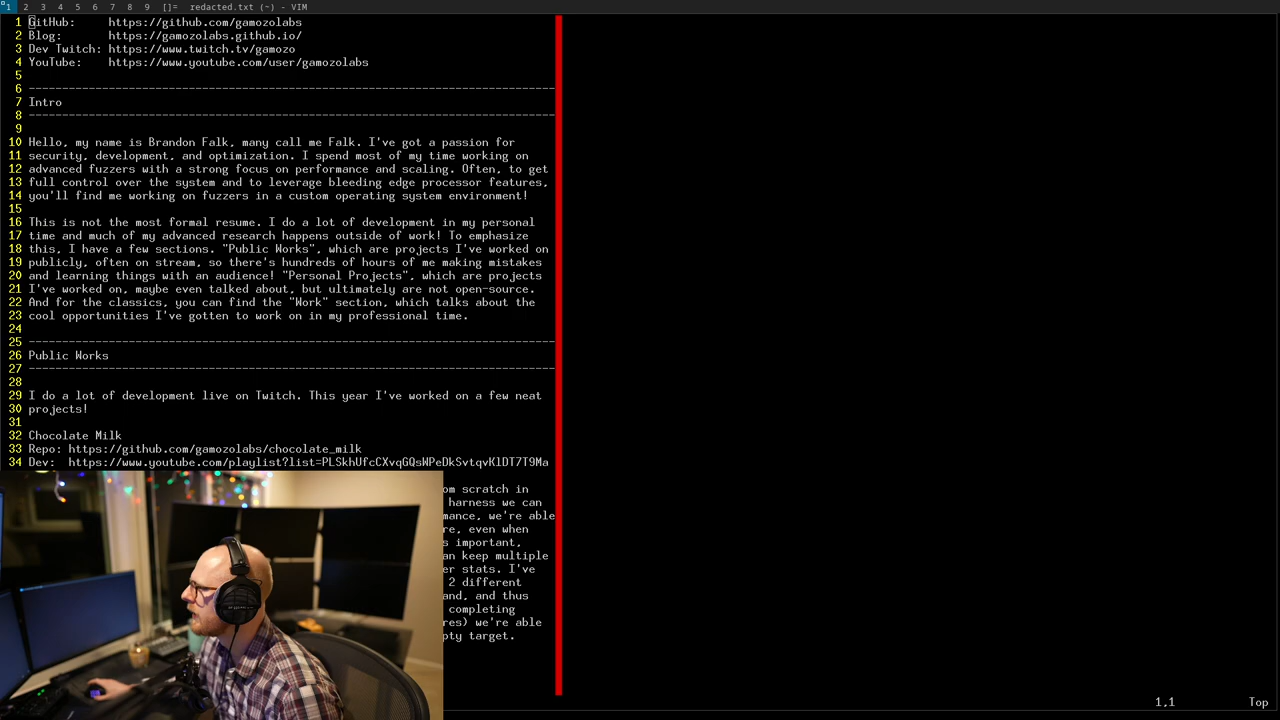 1 2 3 4 5 6 7 8 9 []= redacted.txt (~) - VIM
1 GitHub: https://github.com/gamozolabs
2 Blog: https://gamozolabs.github.io/
3 Dev Twitch: https://www.twitch.tv/gamozo
4 YouTube: https://www.youtube.com/user/gamozolabs
5
6 -------------------------------------------------------------------------------
7 Intro
8 -------------------------------------------------------------------------------
9
10 Hello, my name is Brandon Falk, many call me Falk. I've got a passion for
11 security, development, and optimization. I spend most of my time working on
12 advanced fuzzers with a strong focus on performance and scaling. Often, to get
13 full control over the system and to leverage bleeding edge processor features,
14 you'll find me working on fuzzers in a custom operating system environment!
15
16 This is not the most formal resume. I do a lot of development in my personal
17 time and much of my advanced research happens outside of work! To emphasize
18 this, I have a few sections. "Public Works", which are projects I've worked on
19 publicly, often on stream, so there's hundreds of hours of me making mistakes
20 and learning things with an audience! "Personal Projects", which are projects
21 I've worked on, maybe even talked about, but ultimately are not open-source.
22 And for the classics, you can find the "Work" section, which talks about the
23 cool opportunities I've gotten to work on in my professional time.
24
25 -------------------------------------------------------------------------------
26 Public Works
27 -------------------------------------------------------------------------------
28
29 I do a lot of development live on Twitch. This year I've worked on a few neat
30 projects!
31
32 Chocolate Milk
33 Repo: https://github.com/gamozolabs/chocolate_milk
34 Dev: https://www.youtube.com/playlist?list=PLSkhUfcCXvqGQsWPeDkSvtqvKlDT7T9Ma
om scratch in
harness we can
mance, we're able
re, even when
s important,
an keep multiple
er stats. I've
2 different
and, and thus
completing
res) we're able
pty target.
1,1 Top